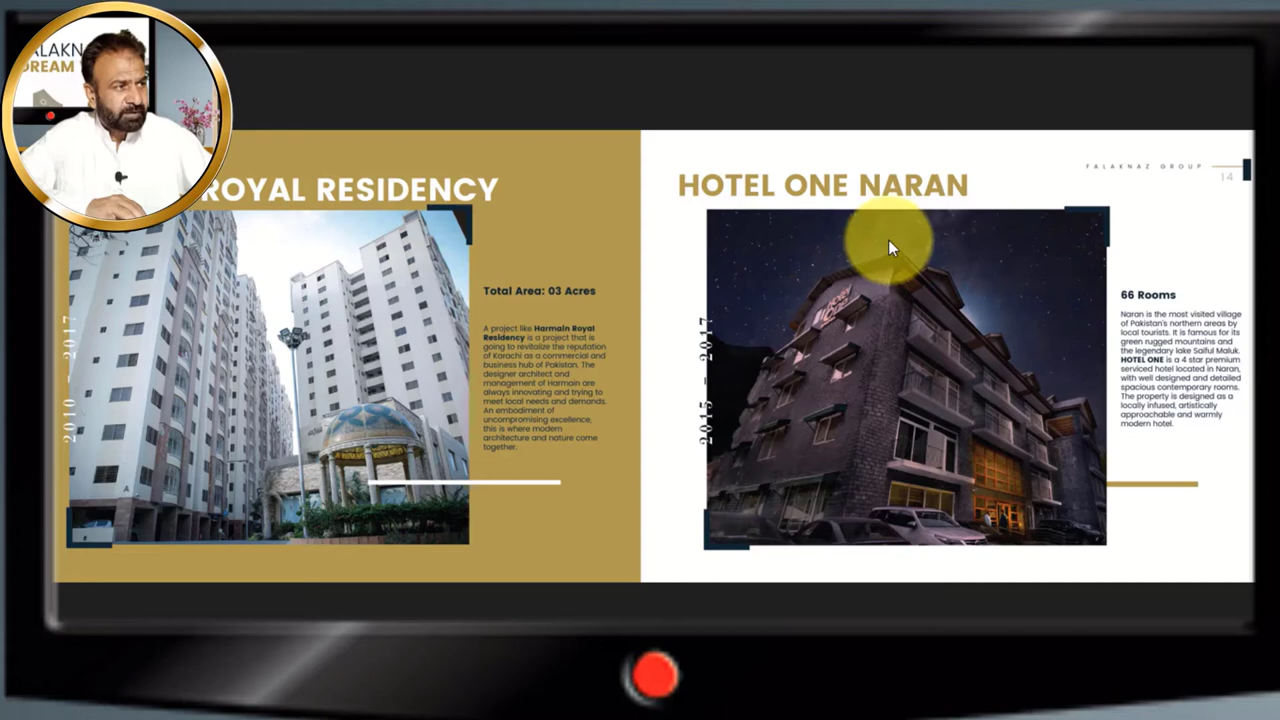 ALAKN
DREAM
ROYAL RESIDENCY
2010 - 2017
Total Area: 03 Acres
A project like Harmain Royal
Residency is a project that is
going to revitalize the reputation
of Karachi as a commercial and
business hub of Pakistan. The
designer architect and
management of Harmain are
always innovating and trying to
meet local needs and demands.
An embodiment of
uncompromising excellence,
this is where modern
architecture and nature come
together.
A
FALAKNAZ GROUP
14
HOTEL ONE NARAN
2015 - 2017
66 Rooms
Naran is the most visited village
of Pakistan's northern areas by
local tourists. It is famous for its
green rugged mountains and
the legendary lake Saiful Maluk.
HOTEL ONE is a 4 star premium
serviced hotel located in Naran,
with well designed and detailed
spacious contemporary rooms.
The property is designed as a
locally infused, artistically
approachable and warmly
modern hotel.